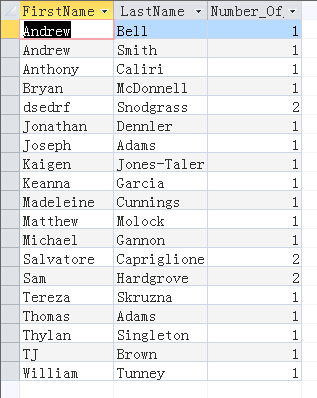 FirstName LastName Number_Of_
Andrew Bell 1
Andrew Smith 1
Anthony Caliri 1
Bryan McDonnell 1
dsedrf Snodgrass 2
Jonathan Dennler 1
Joseph Adams 1
Kaigen Jones-Taler 1
Keanna Garcia 1
Madeleine Cunnings 1
Matthew Molock 1
Michael Gannon 1
Salvatore Capriglione 2
Sam Hardgrove 2
Tereza Skruzna 1
Thomas Adams 1
Thylan Singleton 1
TJ Brown 1
William Tunney 1